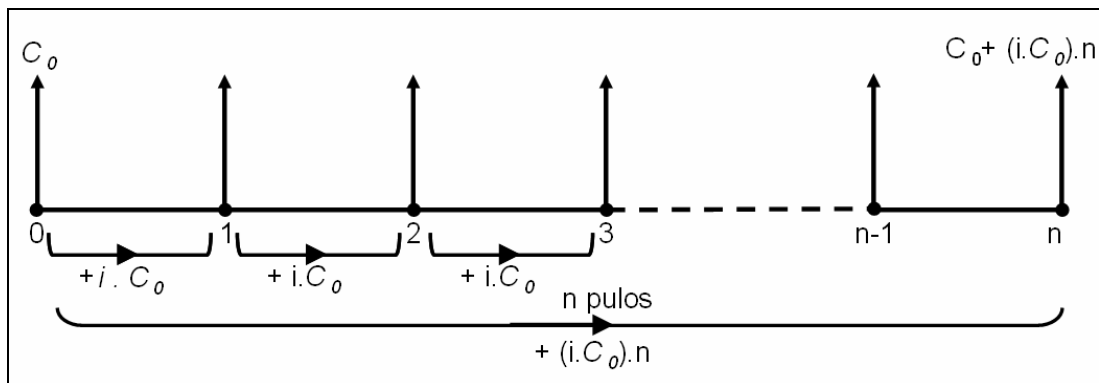 C₀ C₀+ (i.C₀).n
0 1 2 3 n-1 n
+i . C₀ + i.C₀ + i.C₀
n pulos
+ (i.C₀).n